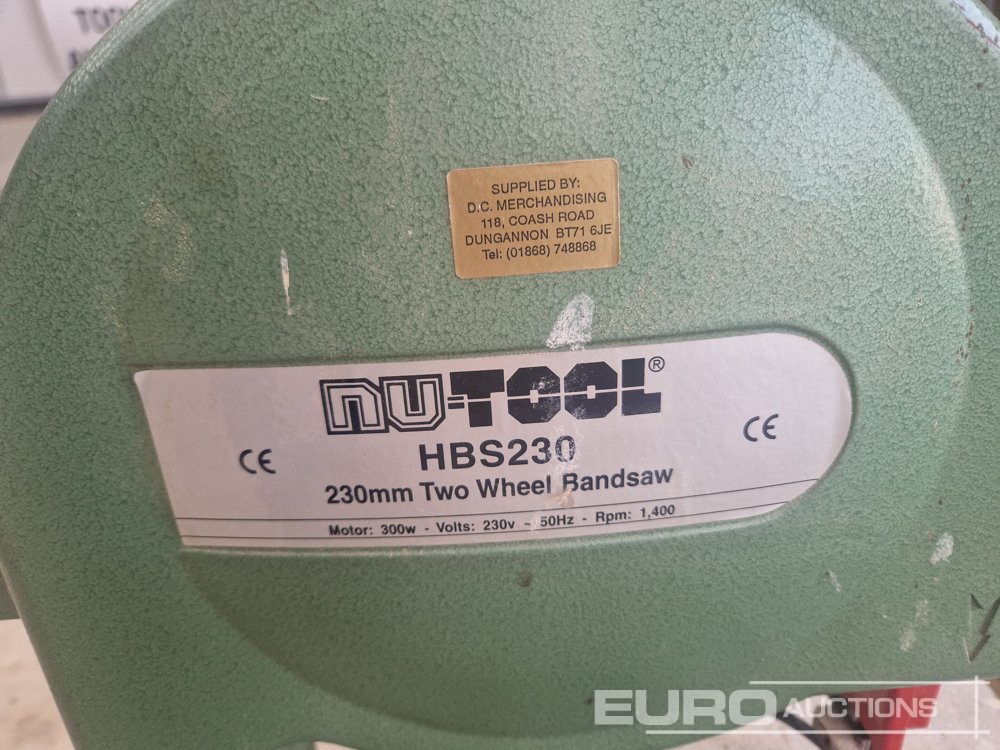 TOO
SUPPLIED BY:
D.C. MERCHANDISING
118, COASH ROAD
DUNGANNON BT71 6JE
Tel: (01868) 748868
NU-TOOL®
HBS230
CE
CE
230mm Two Wheel Bandsaw
Motor: 300w - Volts: 230v ~ 50Hz - Rpm: 1,400
EURO AUCTIONS